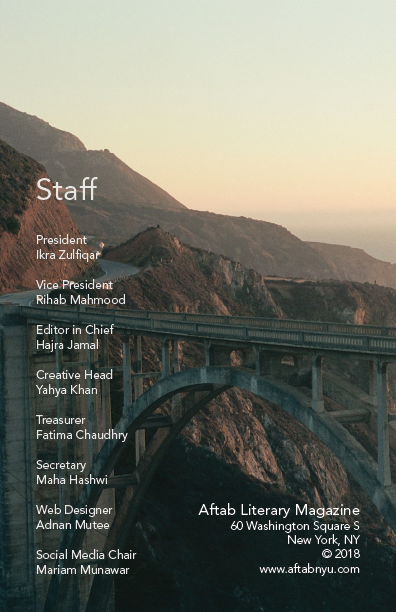 Staff
President
Ikra Zulfiqar
Vice President
Rihab Mahmood
Editor in Chief
Hajra Jamal
Creative Head
Yahya Khan
Treasurer
Fatima Chaudhry
Secretary
Maha Hashwi
Web Designer
Adnan Mutee
Social Media Chair
Mariam Munawar
Aftab Literary Magazine
60 Washington Square S
New York, NY
© 2018
www.aftabnyu.com